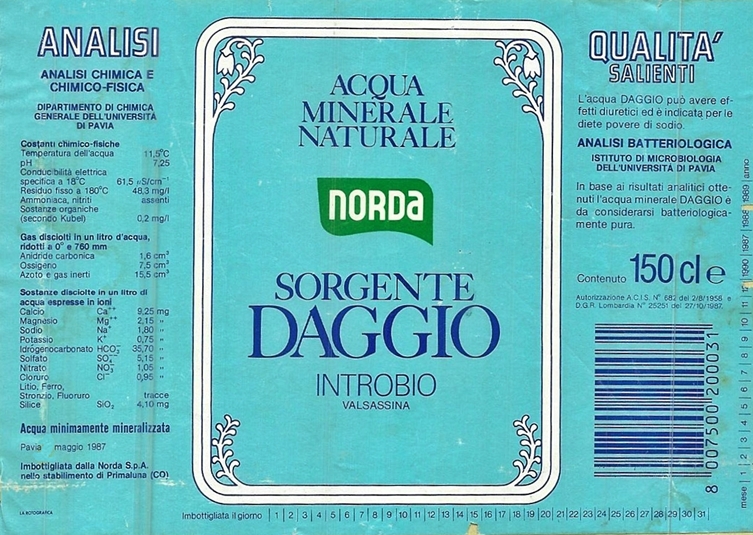 ANALISI
ANALISI CHIMICA E
CHIMICO-FISICA
DIPARTIMENTO DI CHIMICA
GENERALE DELL'UNIVERSITÀ
DI PAVIA
Costanti chimico-fisiche
Temperatura dell'acqua 11,5°C
pH 7,25
Conducibilità elettrica
specifica a 18°C 61,5 µS/cm⁻¹
Residuo fisso a 180°C 48,3 mg/l
Ammoniaca, nitriti assenti
Sostanze organiche
(secondo Kubel) 0,2 mg/l
Gas disciolti in un litro d'acqua,
ridotti a 0° e 760 mm
Anidride carbonica 1,6 cm³
Ossigeno 7,5 cm³
Azoto e gas inerti 15,5 cm³
Sostanze disciolte in un litro di
acqua espresse in ioni
Calcio Ca⁺⁺ 9,25 mg
Magnesio Mg⁺⁺ 2,15 "
Sodio Na⁺ 1,80 "
Potassio K⁺ 0,75 "
Idrogenocarbonato HCO₃⁻ 35,70 "
Solfato SO₄⁻⁻ 5,15 "
Nitrato NO₃⁻ 1,05 "
Cloruro Cl⁻ 0,95 "
Litio, Ferro,
Stronzio, Fluoruro tracce
Silice SiO₂ 4,10 mg
Acqua minimamente mineralizzata
Pavia maggio 1987
Imbottigliata dalla Norda S.p.A.
nello stabilimento di Primaluna (CO)
LA ROTOGRAFICA
ACQUA
MINERALE
NATURALE
NORDa
SORGENTE
DAGGIO
INTROBIO
VALSASSINA
Imbottigliata il giorno | 1 | 2 | 3 | 4 | 5 | 6 | 7 | 8 | 9 | 10 | 11 | 12 | 13 | 14 | 15 | 16 | 17 | 18 | 19 | 20 | 21 | 22 | 23 | 24 | 25 | 26 | 27 | 28 | 29 | 30 | 31 |
QUALITA'
SALIENTI
L'acqua DAGGIO può avere ef-
fetti diuretici ed è indicata per le
diete povere di sodio.
ANALISI BATTERIOLOGICA
ISTITUTO DI MICROBIOLOGIA
DELL'UNIVERSITÀ DI PAVIA
In base ai risultati analitici otte-
nuti l'acqua minerale DAGGIO è
da considerarsi batteriologica-
mente pura.
Contenuto 150 cl e
Autorizzazione A.C.I.S. N° 682 del 2/8/1958 e
D.G.R. Lombardia N° 25251 del 27/10/1987.
8 007500 200031
mese | 1 | 2 | 3 | 4 | 5 | 6 | 7 | 8 | 9 | 10 | 11 | 12 | 1990 | 1987 | 1988 | 1989 | anno